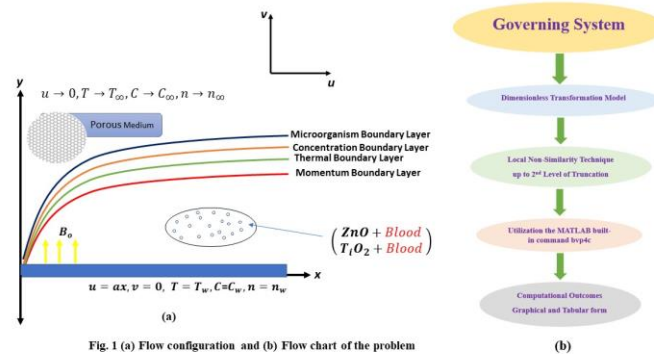 v
u
y
u → 0, T → T∞, C → C∞, n → n∞
Porous Medium
Microorganism Boundary Layer
Concentration Boundary Layer
Thermal Boundary Layer
Momentum Boundary Layer
B₀
ZnO + Blood
TᵢO₂ + Blood
x
u = ax, v = 0, T = T_w, C=C_w, n = n_w
(a)
Governing System
Dimensionless Transformation Model
Local Non-Similarity Technique
up to 2ⁿᵈ Level of Truncation
Utilization the MATLAB built-
in command bvp4c
Computational Outcomes
Graphical and Tabular form
(b)
Fig. 1 (a) Flow configuration and (b) Flow chart of the problem